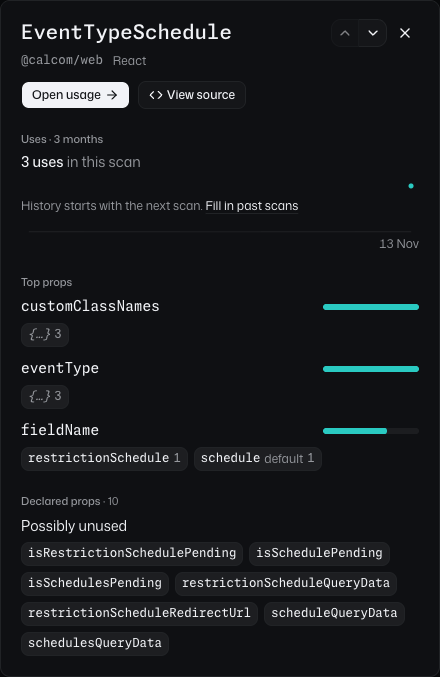 EventTypeSchedule
@calcom/web React
Open usage → <> View source
Uses · 3 months
3 uses in this scan
History starts with the next scan. Fill in past scans
13 Nov
Top props
customClassNames
{…} 3
eventType
{…} 3
fieldName
restrictionSchedule 1 schedule default 1
Declared props · 10
Possibly unused
isRestrictionSchedulePending isSchedulePending
isSchedulesPending restrictionScheduleQueryData
restrictionScheduleRedirectUrl scheduleQueryData
schedulesQueryData